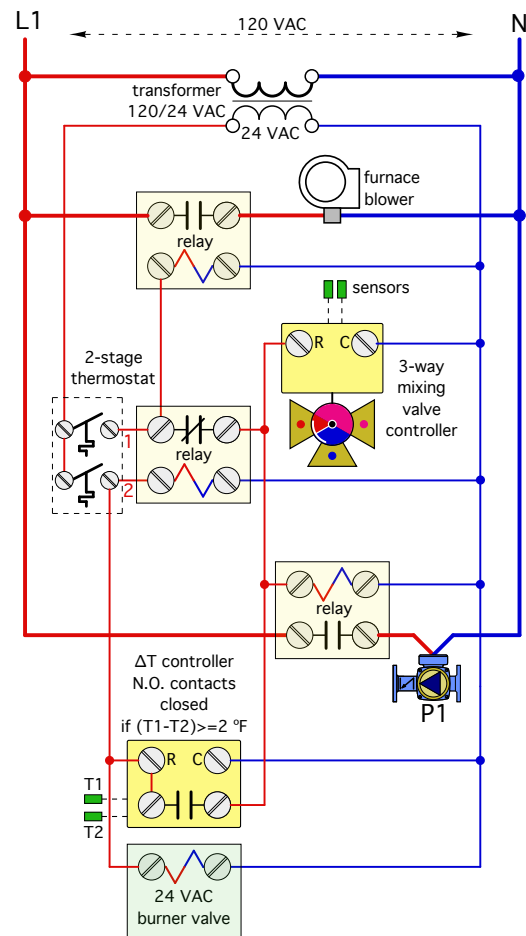 L1
120 VAC
N
transformer
120/24 VAC
24 VAC
furnace
blower
relay
sensors
R
C
2-stage
thermostat
3-way
mixing
valve
controller
1
relay
2
relay
P1
ΔT controller
N.O. contacts
closed
if (T1-T2)>=2 ºF
R
C
T1
T2
24 VAC
burner valve